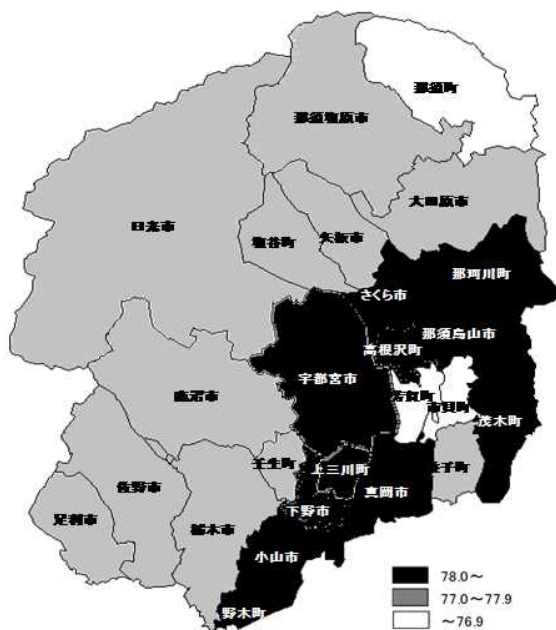 那須町
那須塩原市
大田原市
日光市
塩谷町
矢板市
那珂川町
さくら市
那須烏山市
高根沢町
宇都宮市
芳賀町
市貝町
鹿沼市
茂木町
壬生町
上三川町
益子町
佐野市
真岡市
下野市
足利市
栃木市
小山市
野木町
78.0～
77.0～77.9
～76.9